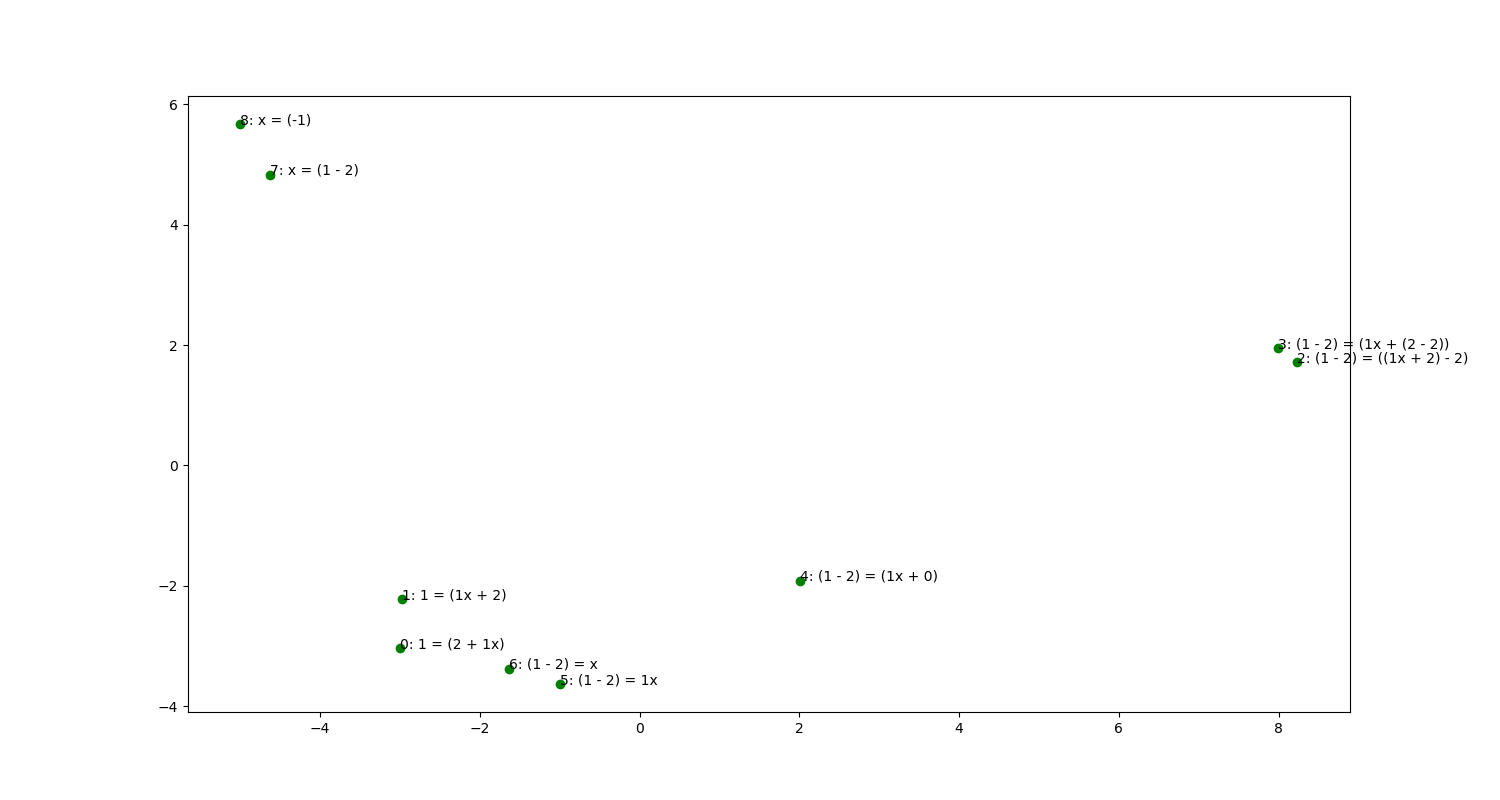 6
8: x = (-1)
7: x = (1 - 2)
4
2
3: (1 - 2) = (1x + (2 - 2))
2: (1 - 2) = ((1x + 2) - 2)
0
4: (1 - 2) = (1x + 0)
−2
1: 1 = (1x + 2)
0: 1 = (2 + 1x)
6: (1 - 2) = x
5: (1 - 2) = 1x
−4
−4 −2 0 2 4 6 8